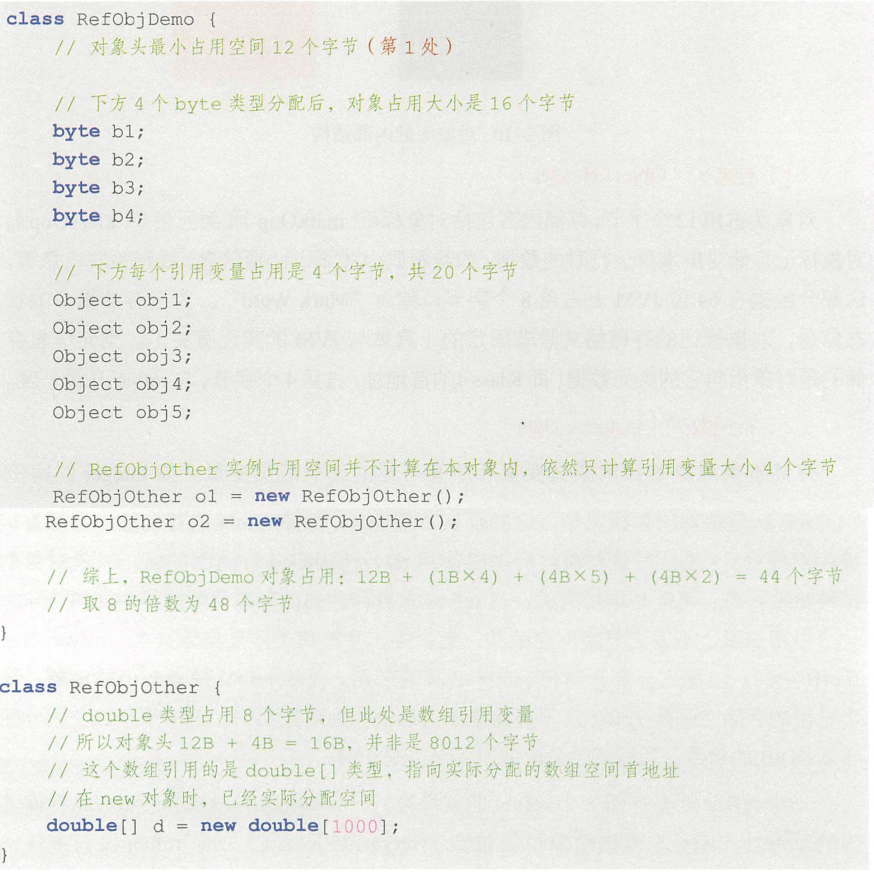 class RefObjDemo {
// 对象头最小占用空间 12 个字节 (第 1 处)
// 下方 4 个 byte 类型分配后, 对象占用大小是 16 个字节
byte b1;
byte b2;
byte b3;
byte b4;
// 下方每个引用变量占用是 4 个字节, 共 20 个字节
Object obj1;
Object obj2;
Object obj3;
Object obj4;
Object obj5;
// RefObjOther 实例占用空间并不计算在本对象内, 依然只计算引用变量大小 4 个字节
RefObjOther o1 = new RefObjOther();
RefObjOther o2 = new RefObjOther();
// 综上, RefObjDemo 对象占用: 12B + (1B×4) + (4B×5) + (4B×2) = 44 个字节
// 取 8 的倍数为 48 个字节
}
class RefObjOther {
// double 类型占用 8 个字节, 但此处是数组引用变量
// 所以对象头 12B + 4B = 16B, 并非是 8012 个字节
// 这个数组引用的是 double[] 类型, 指向实际分配的数组空间首地址
// 在 new 对象时, 已经实际分配空间
double[] d = new double[1000];
}